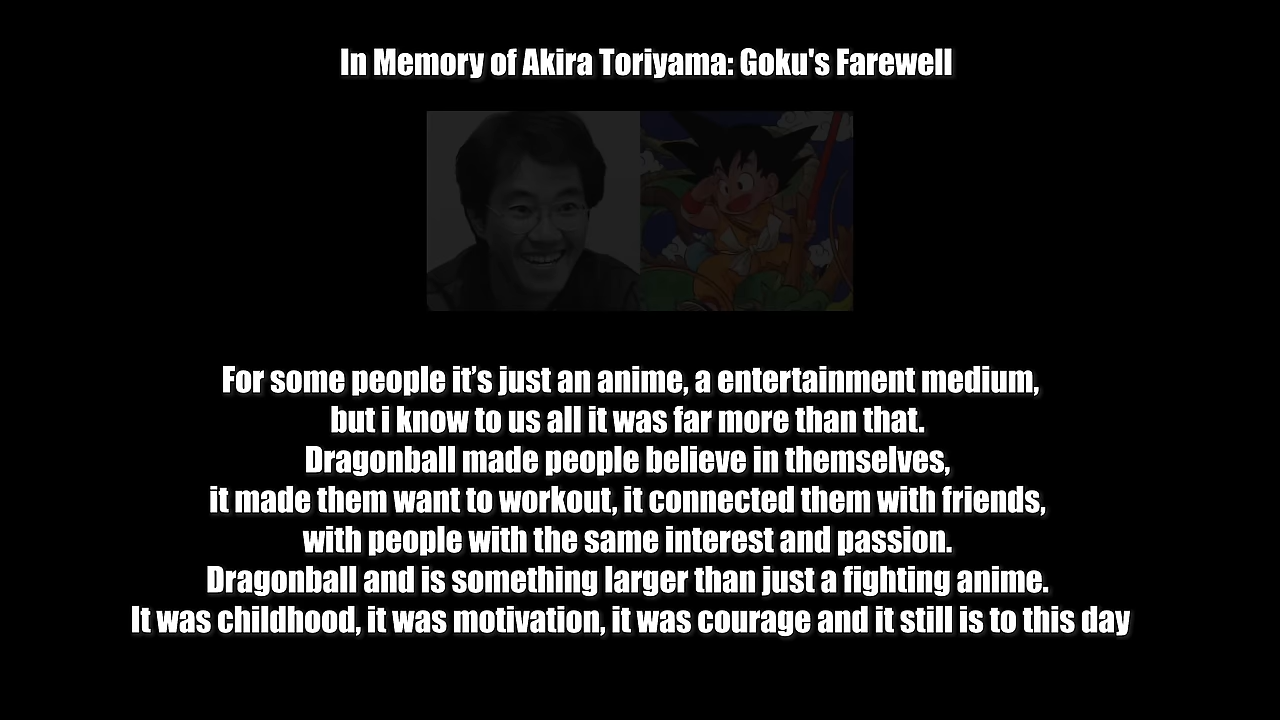 In Memory of Akira Toriyama: Goku's Farewell
For some people it’s just an anime, a entertainment medium,
but i know to us all it was far more than that.
Dragonball made people believe in themselves,
it made them want to workout, it connected them with friends,
with people with the same interest and passion.
Dragonball and is something larger than just a fighting anime.
It was childhood, it was motivation, it was courage and it still is to this day